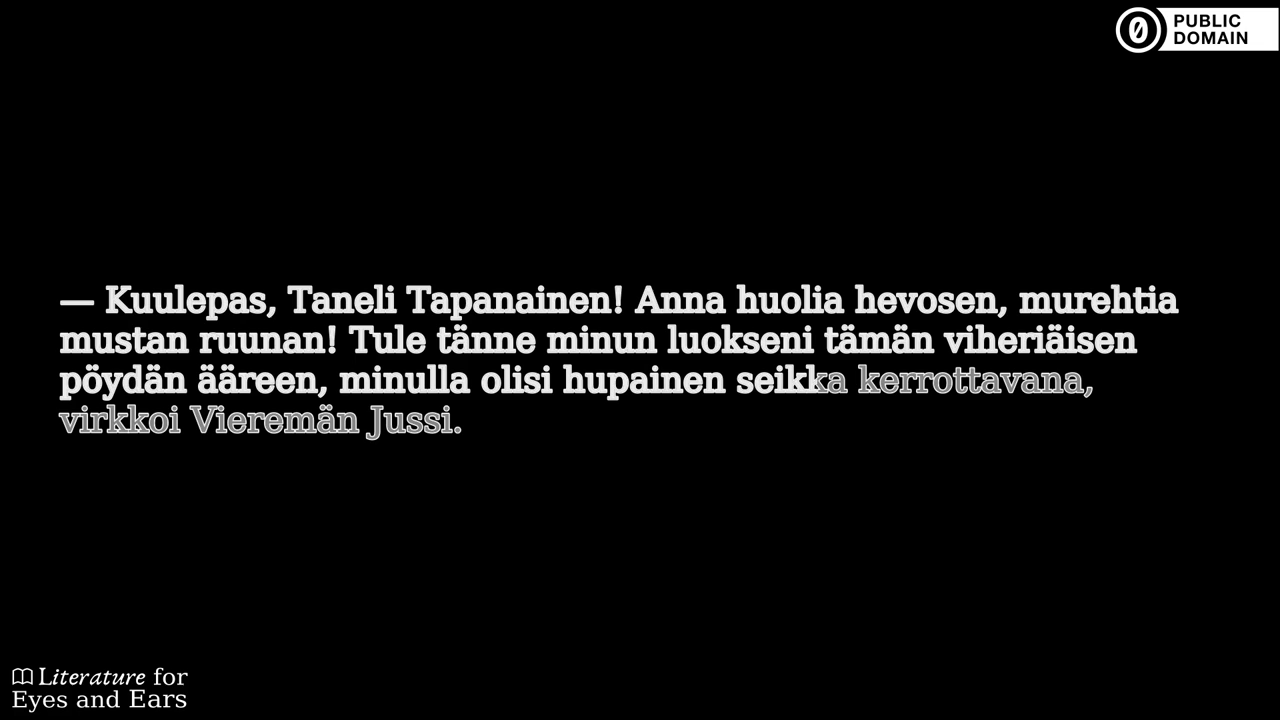 PUBLIC
DOMAIN
— Kuulepas, Taneli Tapanainen! Anna huolia hevosen, murehtia
mustan ruunan! Tule tänne minun luokseni tämän viheriäisen
pöydän ääreen, minulla olisi hupainen seikka kerrottavana,
virkkoi Vieremän Jussi.
Literature for
Eyes and Ears